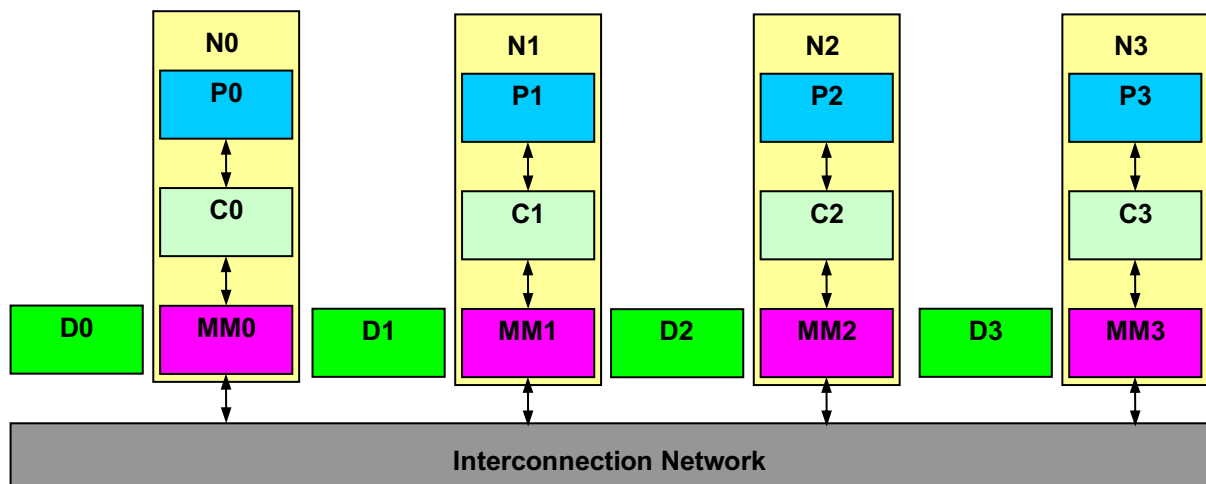 N0
N1
N2
N3
P0
P1
P2
P3
C0
C1
C2
C3
D0
MM0
D1
MM1
D2
MM2
D3
MM3
Interconnection Network